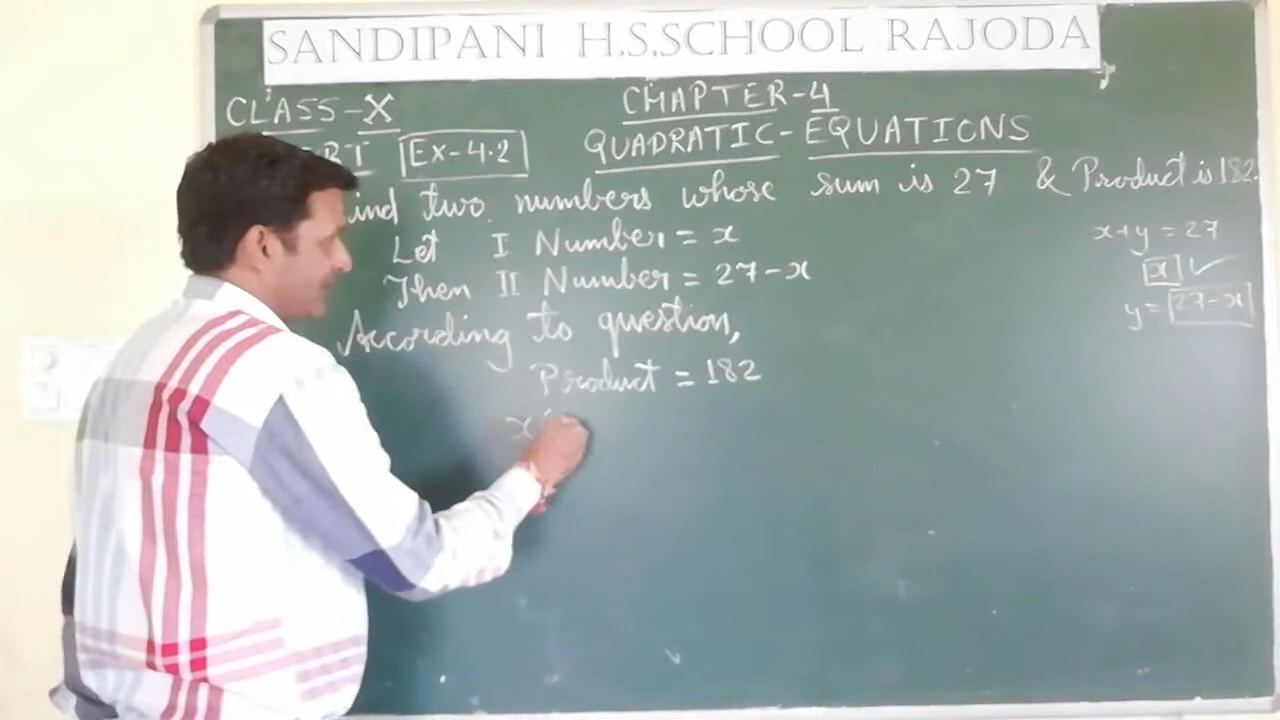 SANDIPANI H.S.SCHOOL RAJODA
CLASS-X
CHAPTER-4
Ex-4.2
QUADRATIC-EQUATIONS
two numbers whose sum is 27 & Product is 182.
Let I Number = x
x+y=27
Then II Number = 27-x
x ✓
y= 27-x
According to question,
Product = 182
x